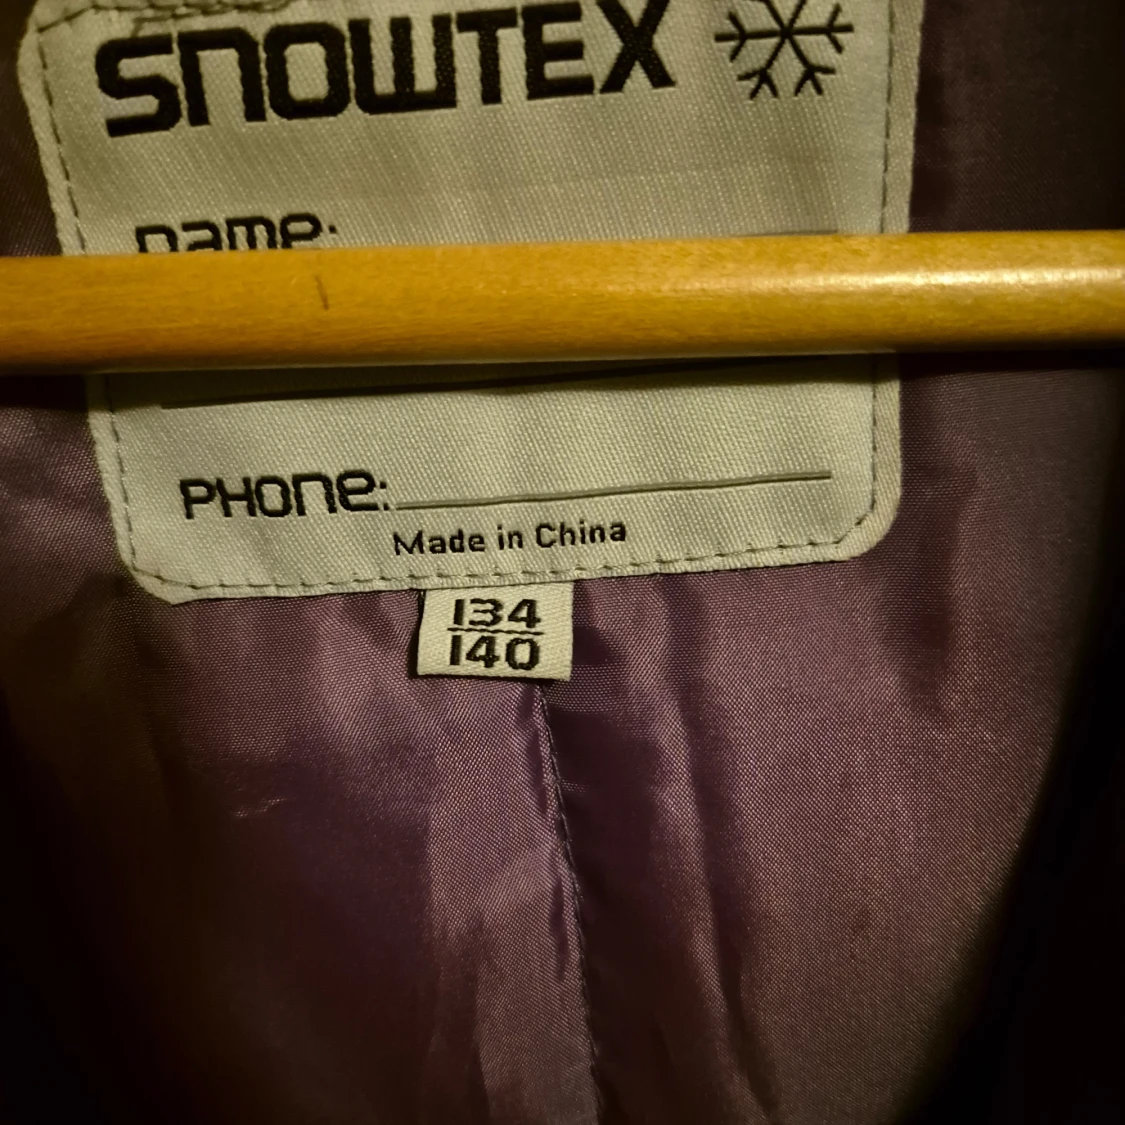 SNOWTEX
name:
PHONE:
Made in China
134
140